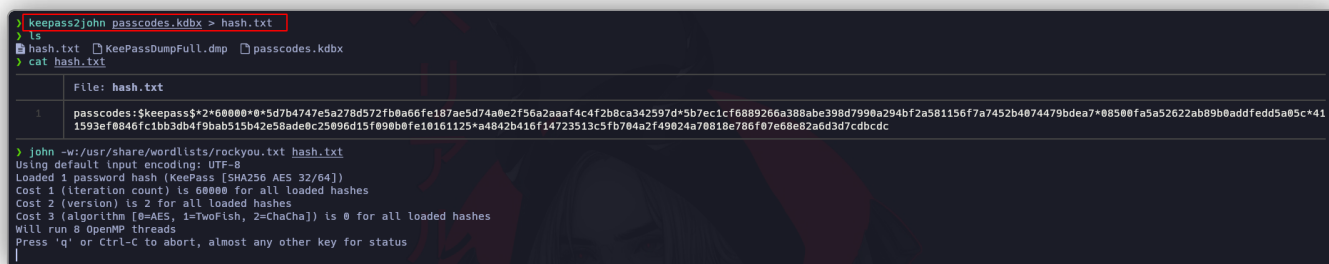 ❯ keepass2john passcodes.kdbx > hash.txt
❯ ls
hash.txt KeePassDumpFull.dmp passcodes.kdbx
❯ cat hash.txt
File: hash.txt
1 passcodes:$keepass$*2*60000*0*5d7b4747e5a278d572fb0a66fe187ae5d74a0e2f56a2aaaf4c4f2b8ca342597d*5b7ec1cf6889266a388abe398d7990a294bf2a581156f7a7452b4074479bdea7*08500fa5a52622ab89b0addfedd5a05c*41
1593ef0846fc1bb3db4f9bab515b42e58ade0c25096d15f090b0fe10161125*a4842b416f14723513c5fb704a2f49024a70818e786f07e68e82a6d3d7cdbcdc
❯ john -w:/usr/share/wordlists/rockyou.txt hash.txt
Using default input encoding: UTF-8
Loaded 1 password hash (KeePass [SHA256 AES 32/64])
Cost 1 (iteration count) is 60000 for all loaded hashes
Cost 2 (version) is 2 for all loaded hashes
Cost 3 (algorithm [0=AES, 1=TwoFish, 2=ChaCha]) is 0 for all loaded hashes
Will run 8 OpenMP threads
Press 'q' or Ctrl-C to abort, almost any other key for status